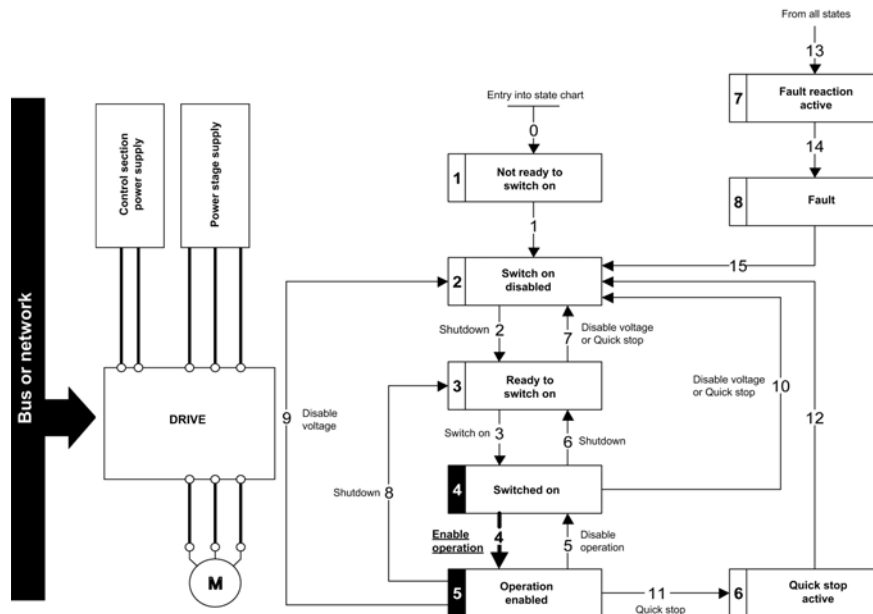 From all states
13
7
Fault reaction
active
14
8
Fault
15
Entry into state chart
0
1
Not ready to
switch on
1
2
Switch on
disabled
Shutdown
2
7
Disable voltage
or Quick stop
3
Ready to
switch on
Switch on
3
6
Shutdown
4
Switched on
Enable
operation
4
5
Disable
operation
5
Operation
enabled
11
Quick stop
6
Quick stop
active
9
Disable
voltage
Shutdown
8
Disable voltage
or Quick stop
10
12
Bus or network
Control section
power supply
Power stage supply
DRIVE
M